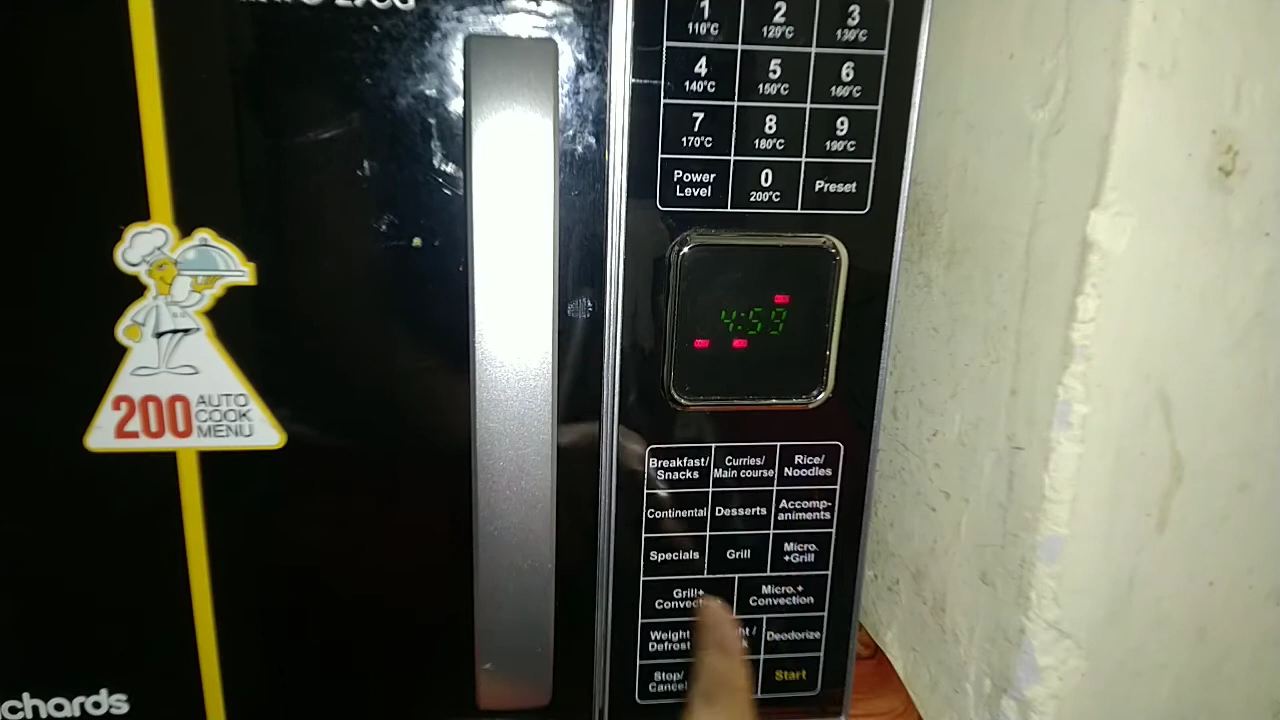 1
110°C
2
120°C
3
130°C
4
140°C
5
150°C
6
160°C
7
170°C
8
180°C
9
190°C
Power
Level
0
200°C
Preset
4:59
200
AUTO
COOK
MENU
Breakfast/
Snacks
Curries/
Main course
Rice/
Noodles
Continental
Desserts
Accomp-
animents
Specials
Grill
Micro.
+Grill
Grill+
Micro.+
Convection
Weight
Defrost
Deodorize
Stop/
Cancel
Start
chards